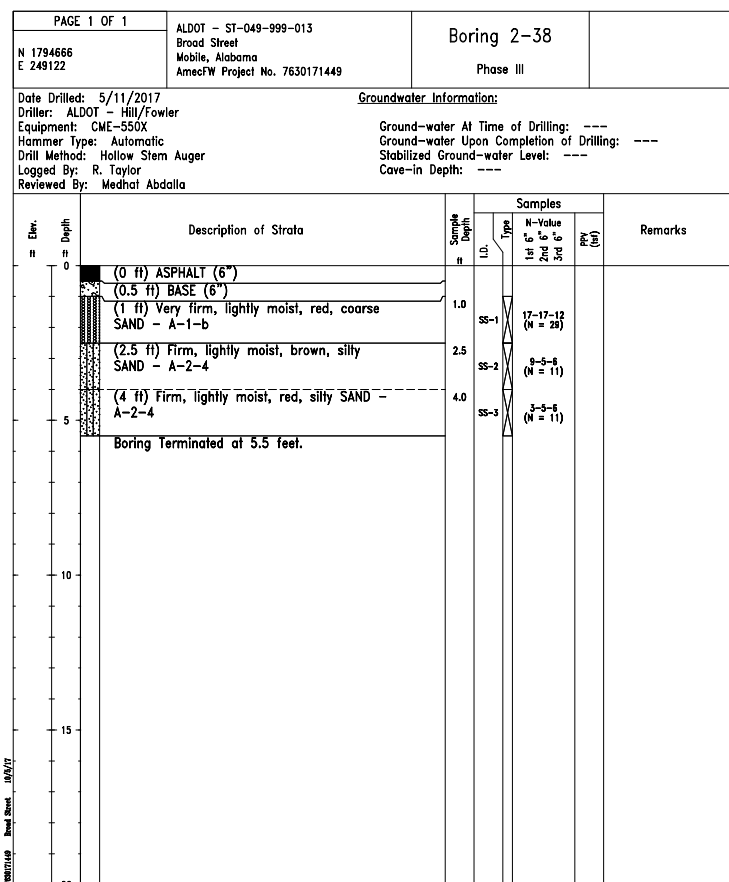 PAGE 1 OF 1
N 1794666
E 249122
ALDOT - ST-049-999-013
Broad Street
Mobile, Alabama
AmecFW Project No. 7630171449
Boring 2-38
Phase III
Date Drilled: 5/11/2017
Driller: ALDOT - Hill/Fowler
Equipment: CME-550X
Hammer Type: Automatic
Drill Method: Hollow Stem Auger
Logged By: R. Taylor
Reviewed By: Medhat Abdalla
Groundwater Information:
Ground-water At Time of Drilling: ---
Ground-water Upon Completion of Drilling: ---
Stabilized Ground-water Level: ---
Cave-in Depth: ---
Elev.
ft
Depth
ft
Description of Strata
Sample
Depth
ft
Samples
I.D.
Type
N-Value
1st 6"
2nd 6"
3rd 6"
PPV
(tsf)
Remarks
0
(0 ft) ASPHALT (6")
(0.5 ft) BASE (6")
(1 ft) Very firm, lightly moist, red, coarse
SAND - A-1-b
1.0
SS-1
17-17-12
(N = 29)
(2.5 ft) Firm, lightly moist, brown, silty
SAND - A-2-4
2.5
SS-2
9-5-6
(N = 11)
(4 ft) Firm, lightly moist, red, silty SAND -
A-2-4
4.0
SS-3
3-5-6
(N = 11)
5
Boring Terminated at 5.5 feet.
10
15
Broad Street 10/5/17